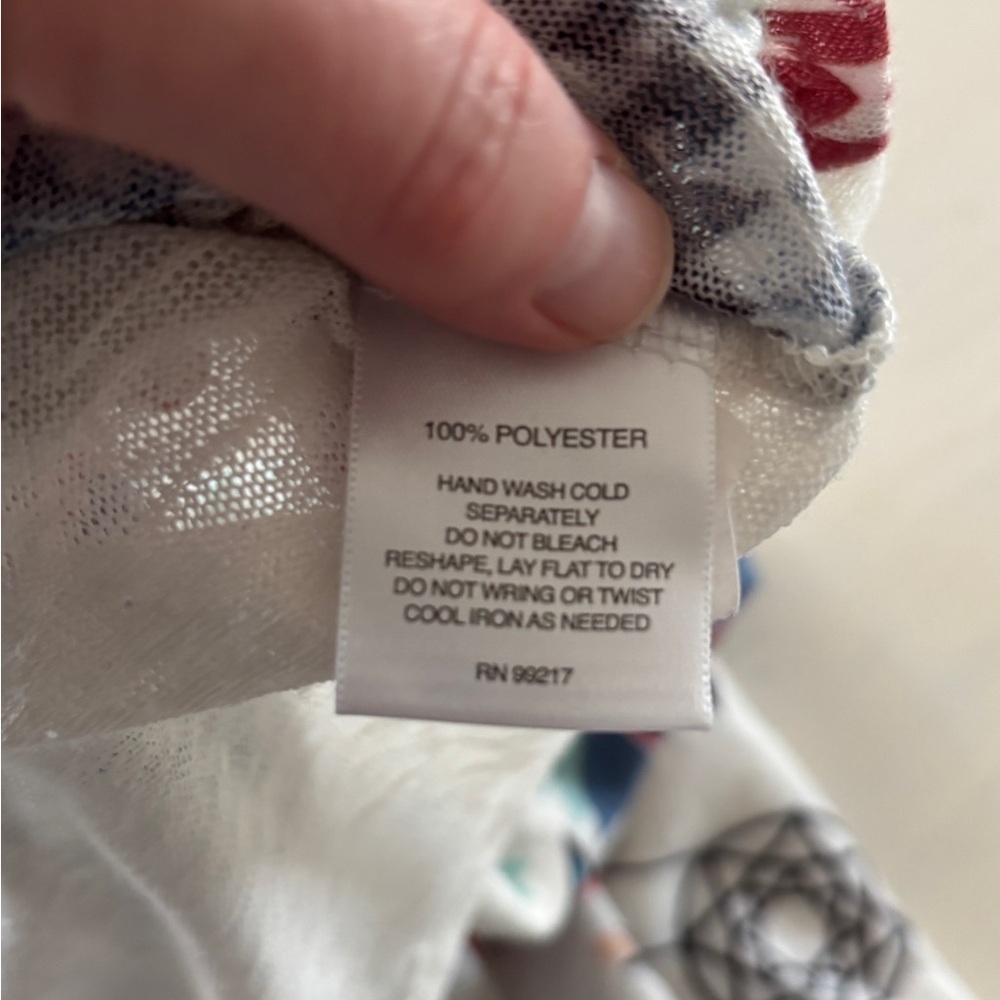 100% POLYESTER
HAND WASH COLD
SEPARATELY
DO NOT BLEACH
RESHAPE, LAY FLAT TO DRY
DO NOT WRING OR TWIST
COOL IRON AS NEEDED
RN 99217